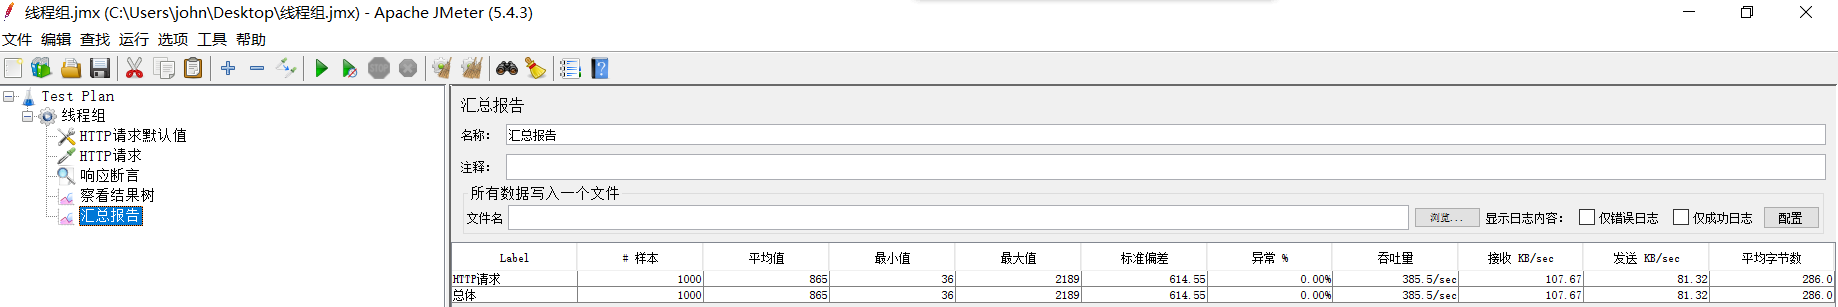 线程组.jmx (C:\Users\john\Desktop\线程组.jmx) - Apache JMeter (5.4.3)
文件 编辑 查找 运行 选项 工具 帮助
STOP
Test Plan
线程组
HTTP请求默认值
HTTP请求
响应断言
察看结果树
汇总报告
汇总报告
名称： 汇总报告
注释：
所有数据写入一个文件
文件名 浏览... 显示日志内容： 仅错误日志 仅成功日志 配置
Label # 样本 平均值 最小值 最大值 标准偏差 异常 % 吞吐量 接收 KB/sec 发送 KB/sec 平均字节数
HTTP请求 1000 865 36 2189 614.55 0.00% 385.5/sec 107.67 81.32 286.0
总体 1000 865 36 2189 614.55 0.00% 385.5/sec 107.67 81.32 286.0